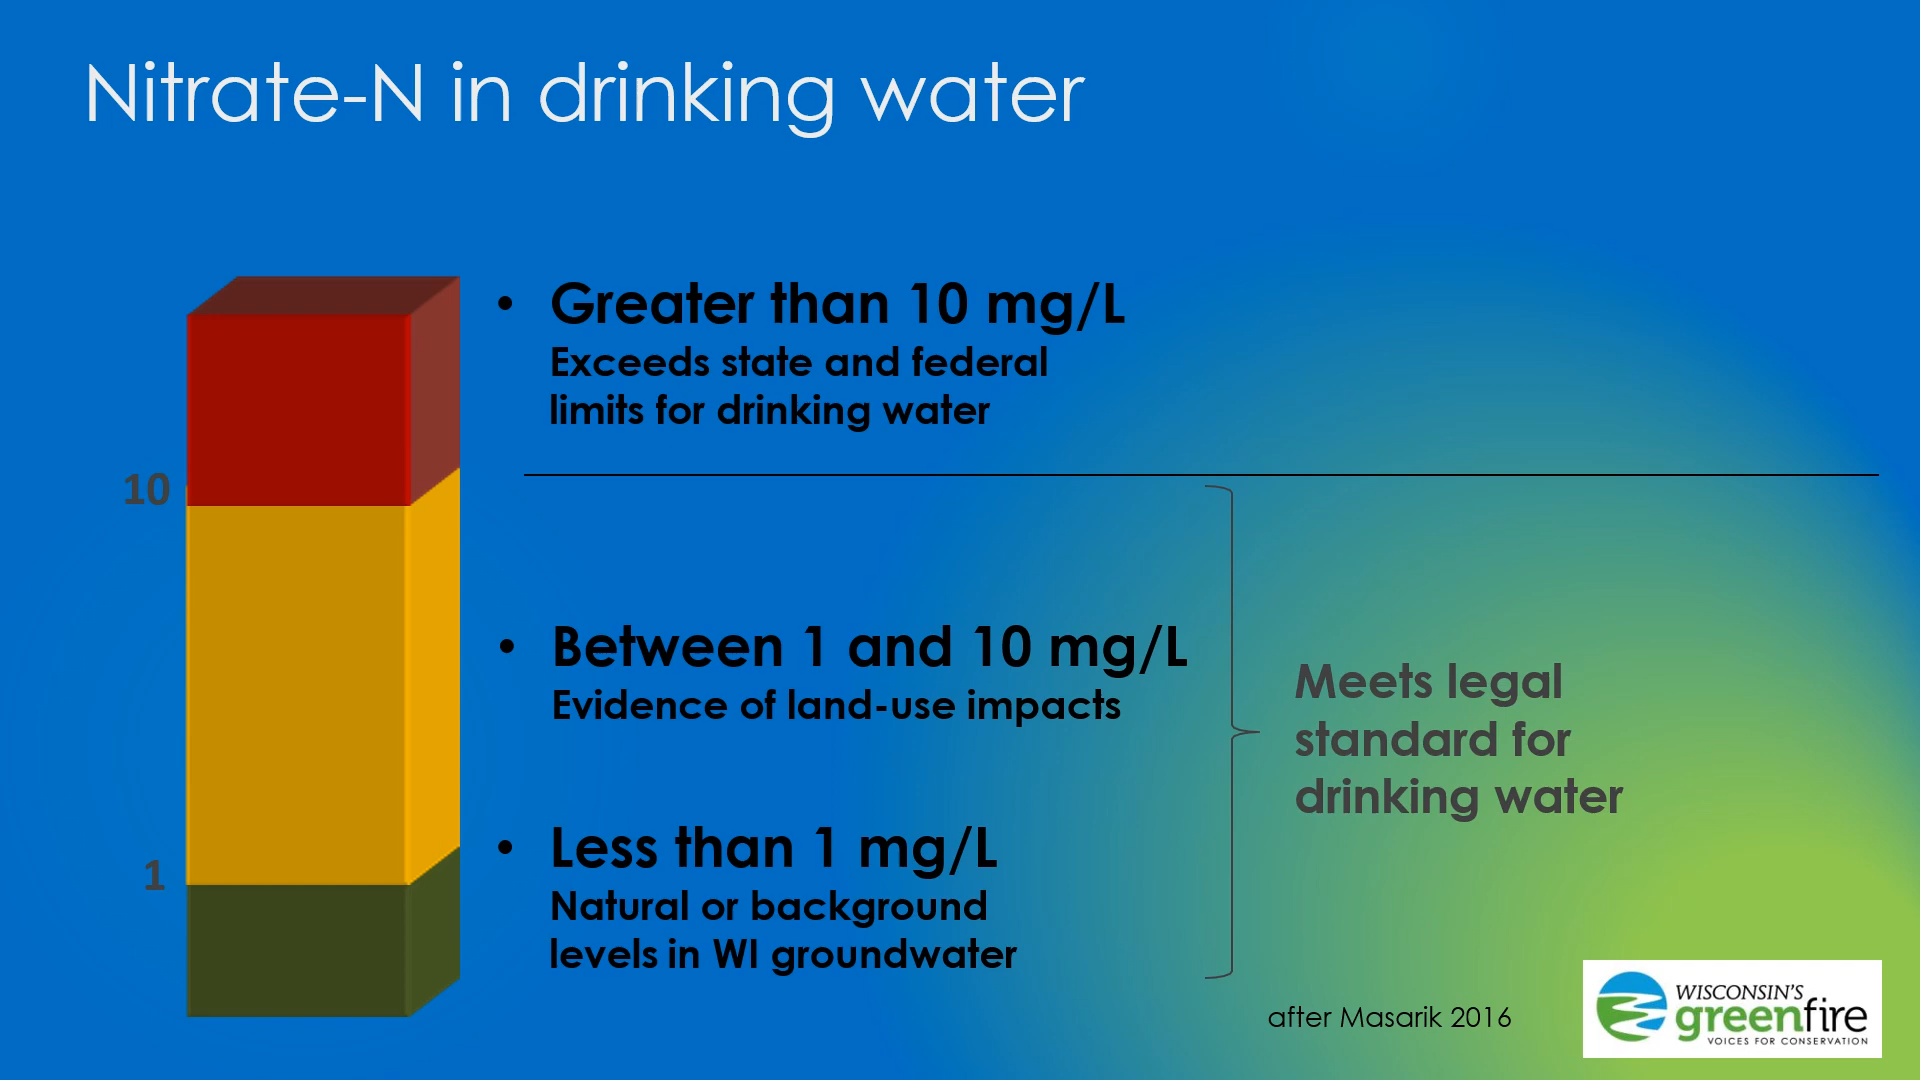 Nitrate-N in drinking water
• Greater than 10 mg/L
Exceeds state and federal
limits for drinking water
10
• Between 1 and 10 mg/L
Evidence of land-use impacts
Meets legal
standard for
drinking water
1
• Less than 1 mg/L
Natural or background
levels in WI groundwater
after Masarik 2016
WISCONSIN'S
greenfire
VOICES FOR CONSERVATION